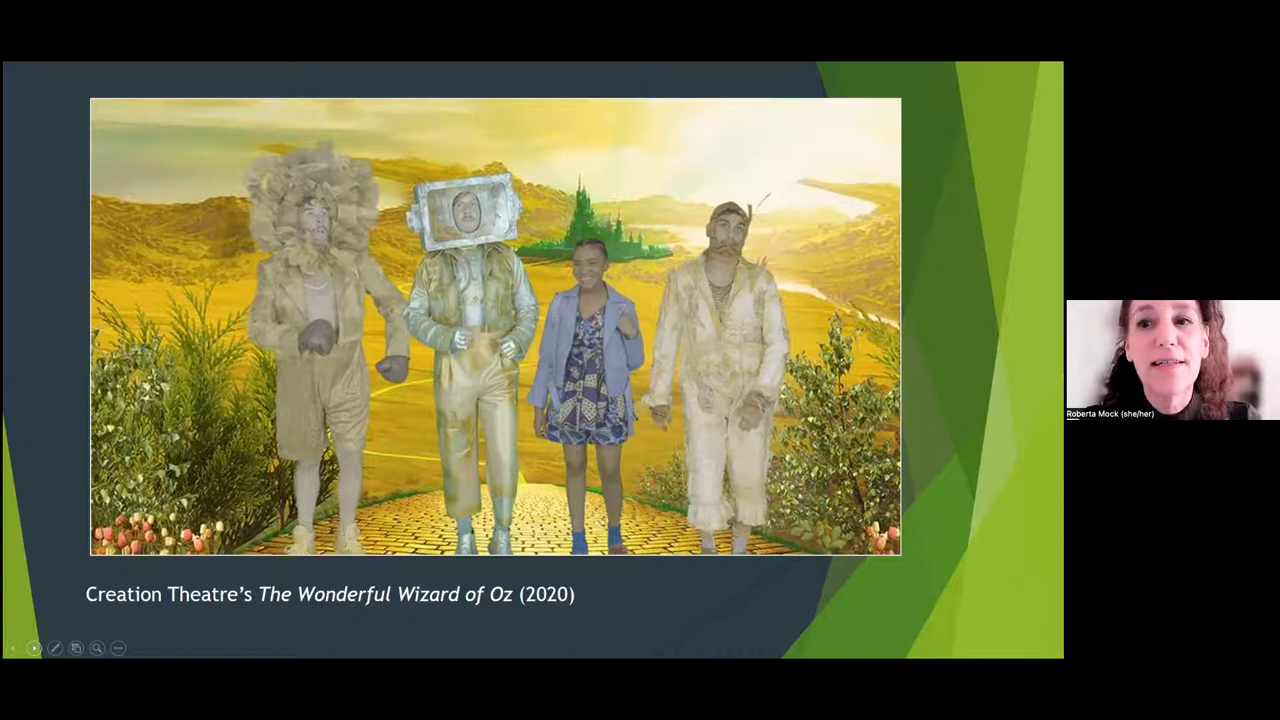 Creation Theatre's The Wonderful Wizard of Oz (2020)
Roberta Mock (she/her)